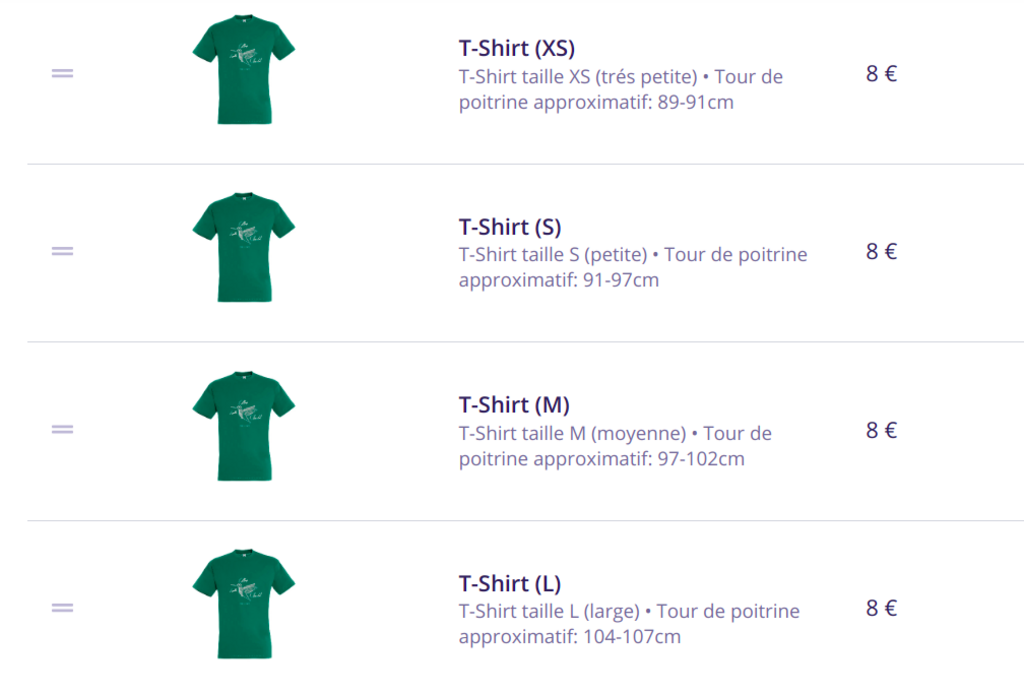 T-Shirt (XS)
T-Shirt taille XS (trés petite) • Tour de
poitrine approximatif: 89-91cm
8 €
T-Shirt (S)
T-Shirt taille S (petite) • Tour de poitrine
approximatif: 91-97cm
8 €
T-Shirt (M)
T-Shirt taille M (moyenne) • Tour de
poitrine approximatif: 97-102cm
8 €
T-Shirt (L)
T-Shirt taille L (large) • Tour de poitrine
approximatif: 104-107cm
8 €